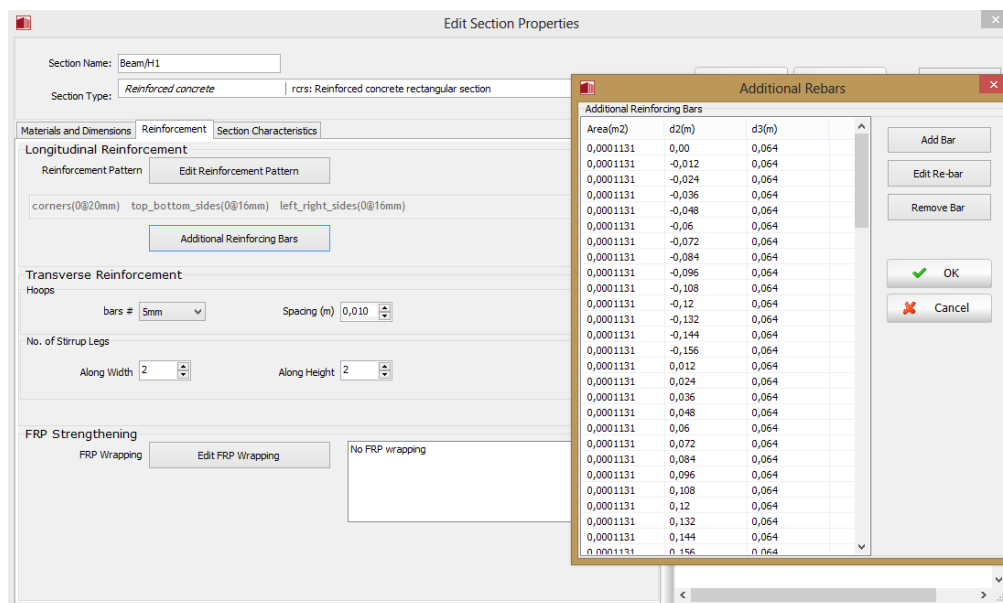 Edit Section Properties
Section Name: Beam/H1
Section Type: Reinforced concrete rcrs: Reinforced concrete rectangular section
Materials and Dimensions Reinforcement Section Characteristics
Longitudinal Reinforcement
Reinforcement Pattern Edit Reinforcement Pattern
corners(0@20mm) top_bottom_sides(0@16mm) left_right_sides(0@16mm)
Additional Reinforcing Bars
Transverse Reinforcement
Hoops
bars # 5mm Spacing (m) 0,010
No. of Stirrup Legs
Along Width 2 Along Height 2
FRP Strengthening
FRP Wrapping Edit FRP Wrapping No FRP wrapping
Additional Rebars
Additional Reinforcing Bars
Area(m2) d2(m) d3(m)
0,0001131 0,00 0,064
0,0001131 -0,012 0,064
0,0001131 -0,024 0,064
0,0001131 -0,036 0,064
0,0001131 -0,048 0,064
0,0001131 -0,06 0,064
0,0001131 -0,072 0,064
0,0001131 -0,084 0,064
0,0001131 -0,096 0,064
0,0001131 -0,108 0,064
0,0001131 -0,12 0,064
0,0001131 -0,132 0,064
0,0001131 -0,144 0,064
0,0001131 -0,156 0,064
0,0001131 0,012 0,064
0,0001131 0,024 0,064
0,0001131 0,036 0,064
0,0001131 0,048 0,064
0,0001131 0,06 0,064
0,0001131 0,072 0,064
0,0001131 0,084 0,064
0,0001131 0,096 0,064
0,0001131 0,108 0,064
0,0001131 0,12 0,064
0,0001131 0,132 0,064
0,0001131 0,144 0,064
0,0001131 0,156 0,064
Add Bar
Edit Re-bar
Remove Bar
OK
Cancel